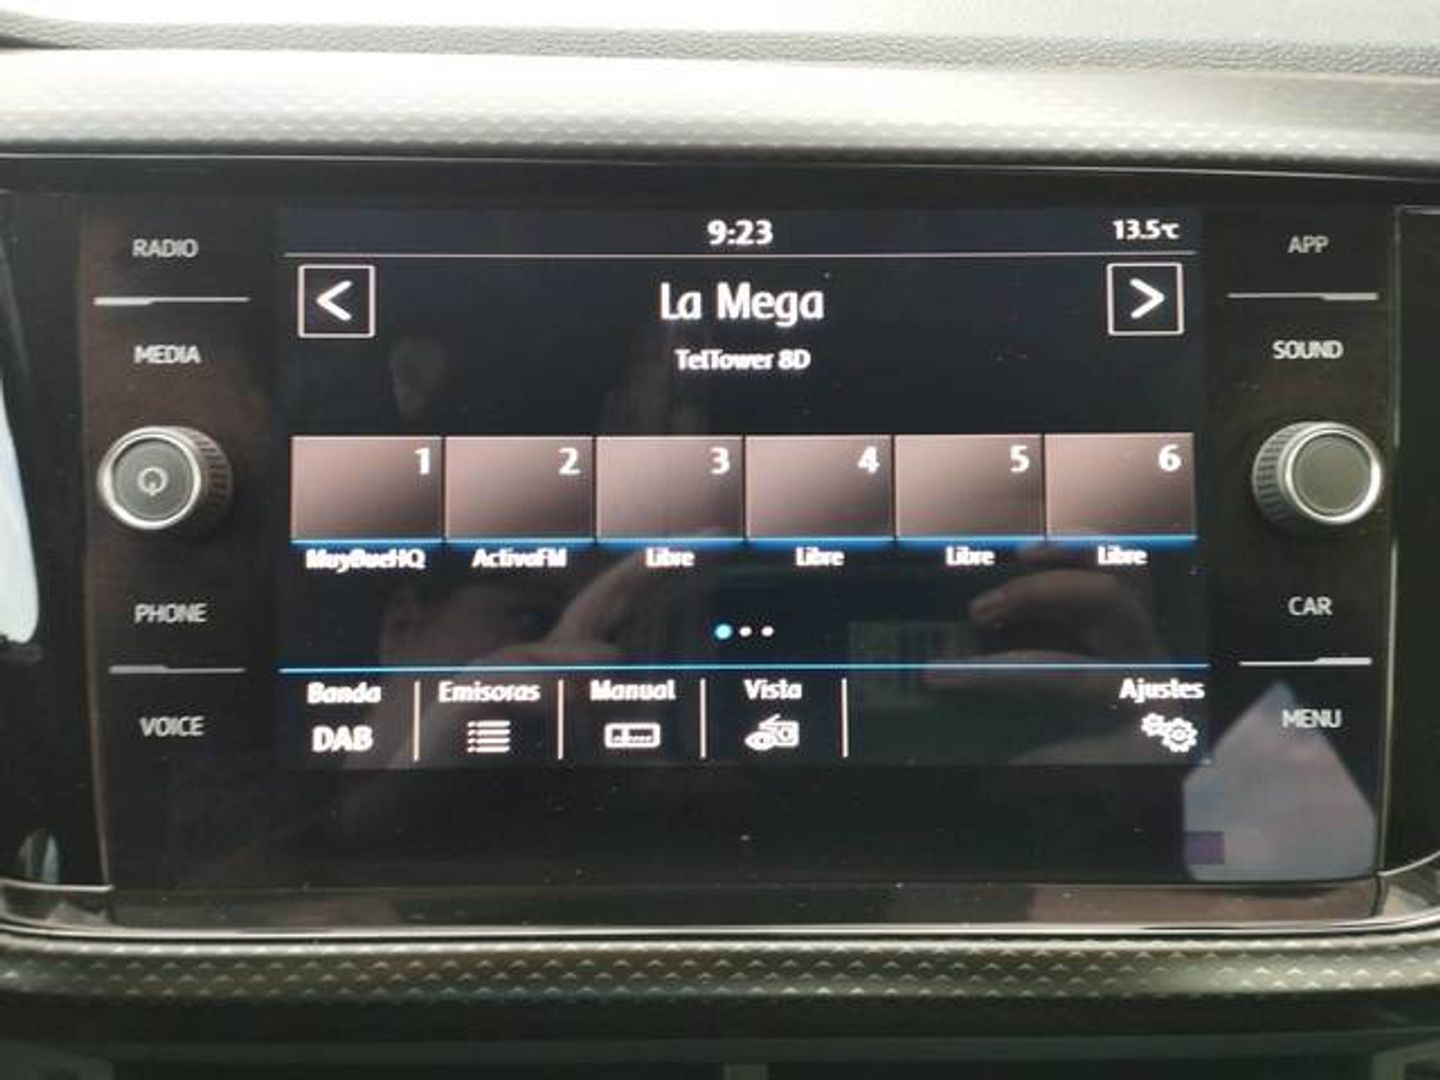 9:23
13.5°C
RADIO
APP
<
La Mega
>
MEDIA
TelTower 8D
SOUND
1 2 3 4 5 6
MuyBueHQ ActivaFM Libre Libre Libre Libre
PHONE
CAR
Banda Emisoras Manual Vista Ajustes
DAB
VOICE
MENU